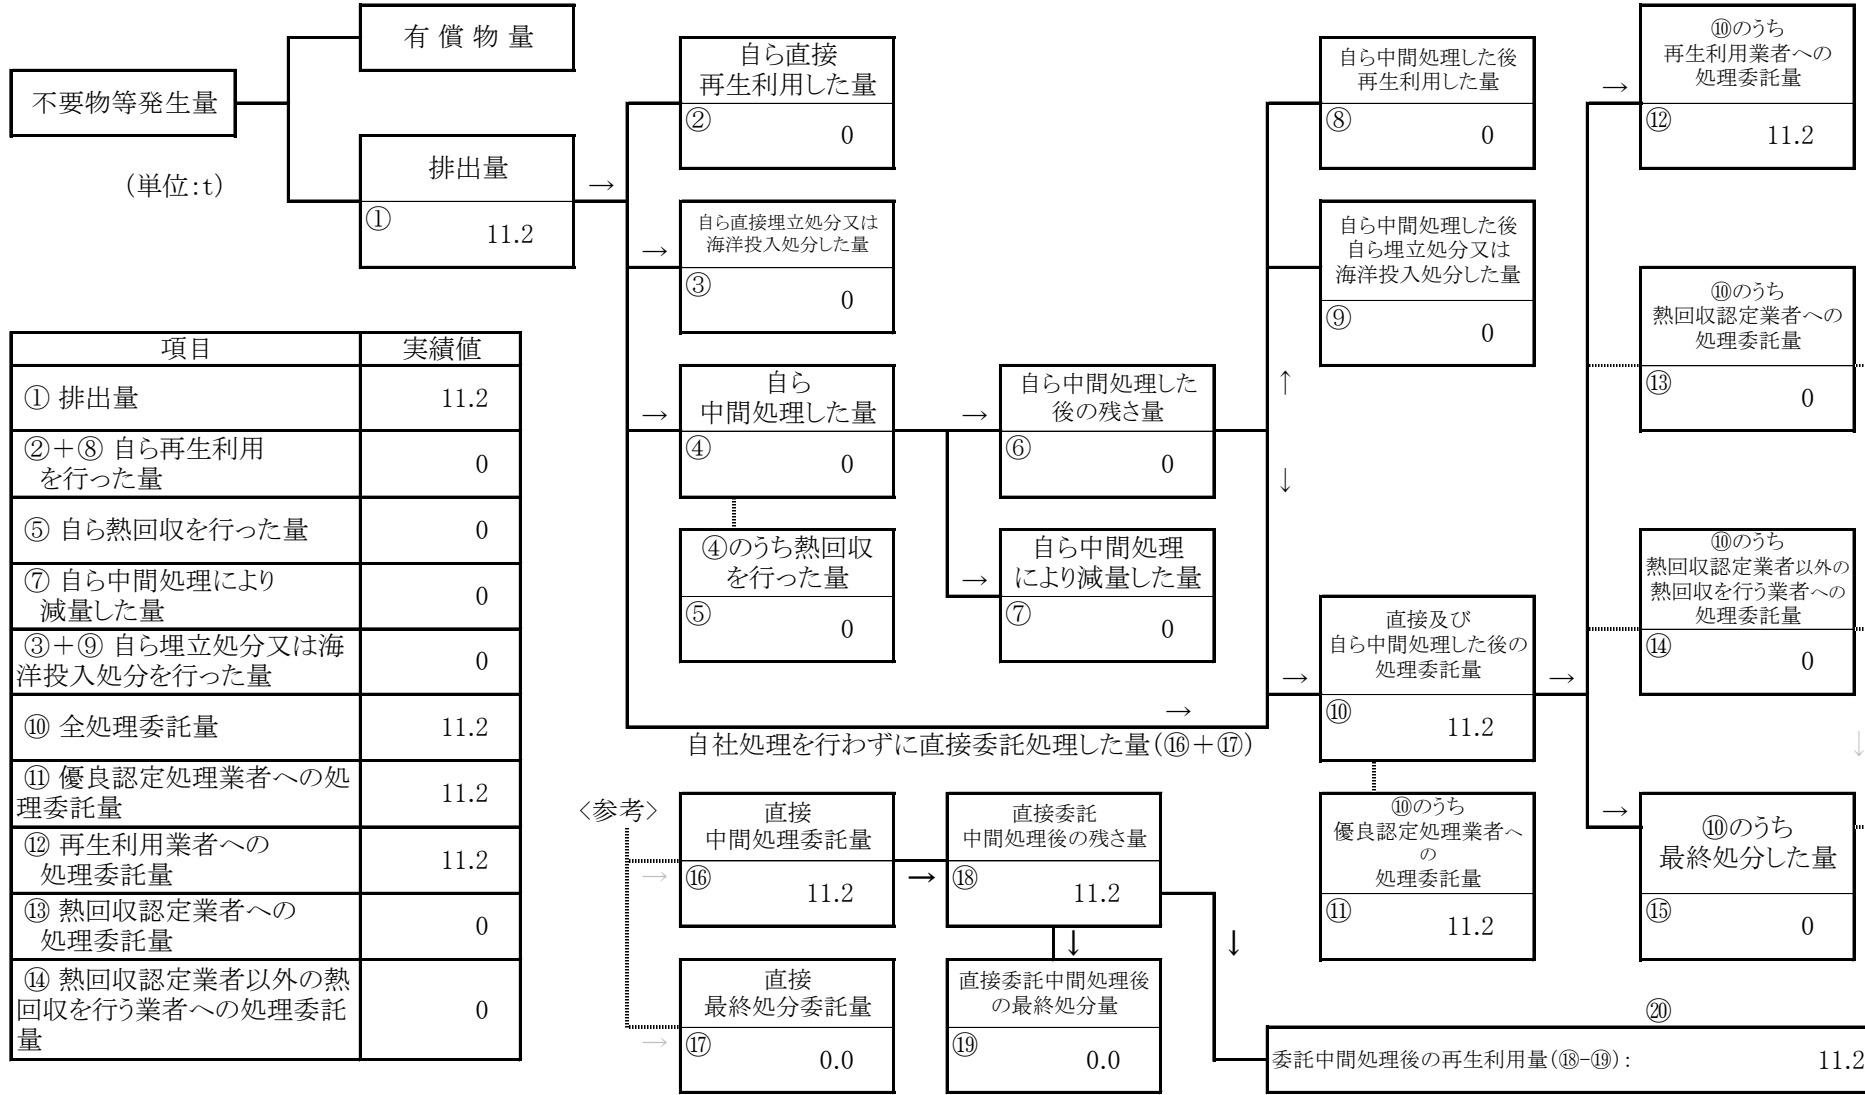 有 償 物 量
不要物等発生量
(単位:t)
排出量
①
11.2
→
自ら直接
再生利用した量
②
0
→
自ら直接埋立処分又は
海洋投入処分した量
③
0
→
自ら
中間処理した量
④
0
④のうち熱回収
を行った量
⑤
0
→
自ら中間処理した
後の残さ量
⑥
0
→
自ら中間処理
により減量した量
⑦
0
↑
↓
自ら中間処理した後
再生利用した量
⑧
0
自ら中間処理した後
自ら埋立処分又は
海洋投入処分した量
⑨
0
→
自社処理を行わずに直接委託処理した量(⑯+⑰)
→
直接及び
自ら中間処理した後の
処理委託量
⑩
11.2
⑩のうち
優良認定処理業者へ
の
処理委託量
⑪
11.2
→
→
⑩のうち
再生利用業者への
処理委託量
⑫
11.2
⑩のうち
熱回収認定業者への
処理委託量
⑬
0
⑩のうち
熱回収認定業者以外の
熱回収を行う業者への
処理委託量
⑭
0
↓
→
⑩のうち
最終処分した量
⑮
0
項目 実績値
① 排出量 11.2
②+⑧ 自ら再生利用
を行った量 0
⑤ 自ら熱回収を行った量 0
⑦ 自ら中間処理により
減量した量 0
③+⑨ 自ら埋立処分又は海
洋投入処分を行った量 0
⑩ 全処理委託量 11.2
⑪ 優良認定処理業者への処
理委託量 11.2
⑫ 再生利用業者への
処理委託量 11.2
⑬ 熱回収認定業者への
処理委託量 0
⑭ 熱回収認定業者以外の熱
回収を行う業者への処理委託
量 0
<参考>
→
直接
中間処理委託量
⑯
11.2
→
直接委託
中間処理後の残さ量
⑱
11.2
↓
↓
→
直接
最終処分委託量
⑰
0.0
直接委託中間処理後
の最終処分量
⑲
0.0
⑳
委託中間処理後の再生利用量(⑱-⑲): 11.2